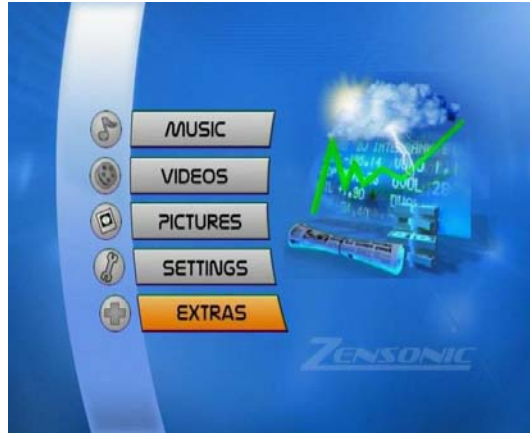 MUSIC
VIDEOS
PICTURES
SETTINGS
EXTRAS
ZENSONIC